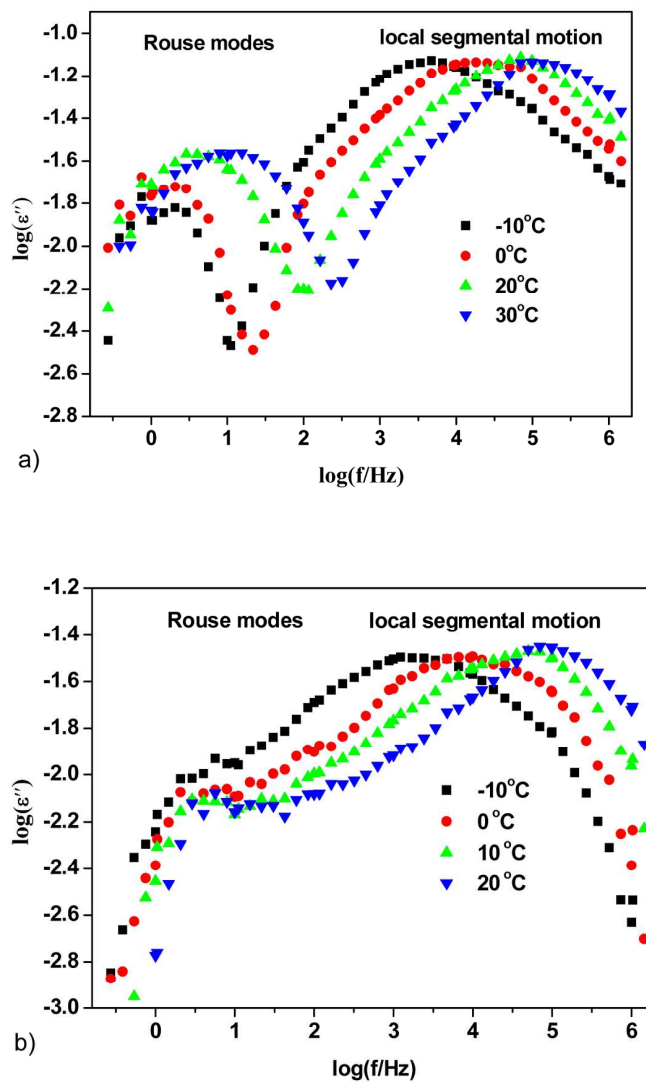 Rouse modes local segmental motion
-1.0
-1.2
-1.4
-1.6
-1.8
-2.0
-2.2
-2.4
-2.6
-2.8
log(ε'')
-10°C
0°C
20°C
30°C
0 1 2 3 4 5 6
log(f/Hz)
a)
Rouse modes local segmental motion
-1.2
-1.4
-1.6
-1.8
-2.0
-2.2
-2.4
-2.6
-2.8
-3.0
log(ε'')
-10°C
0°C
10°C
20°C
0 1 2 3 4 5 6
log(f/Hz)
b)